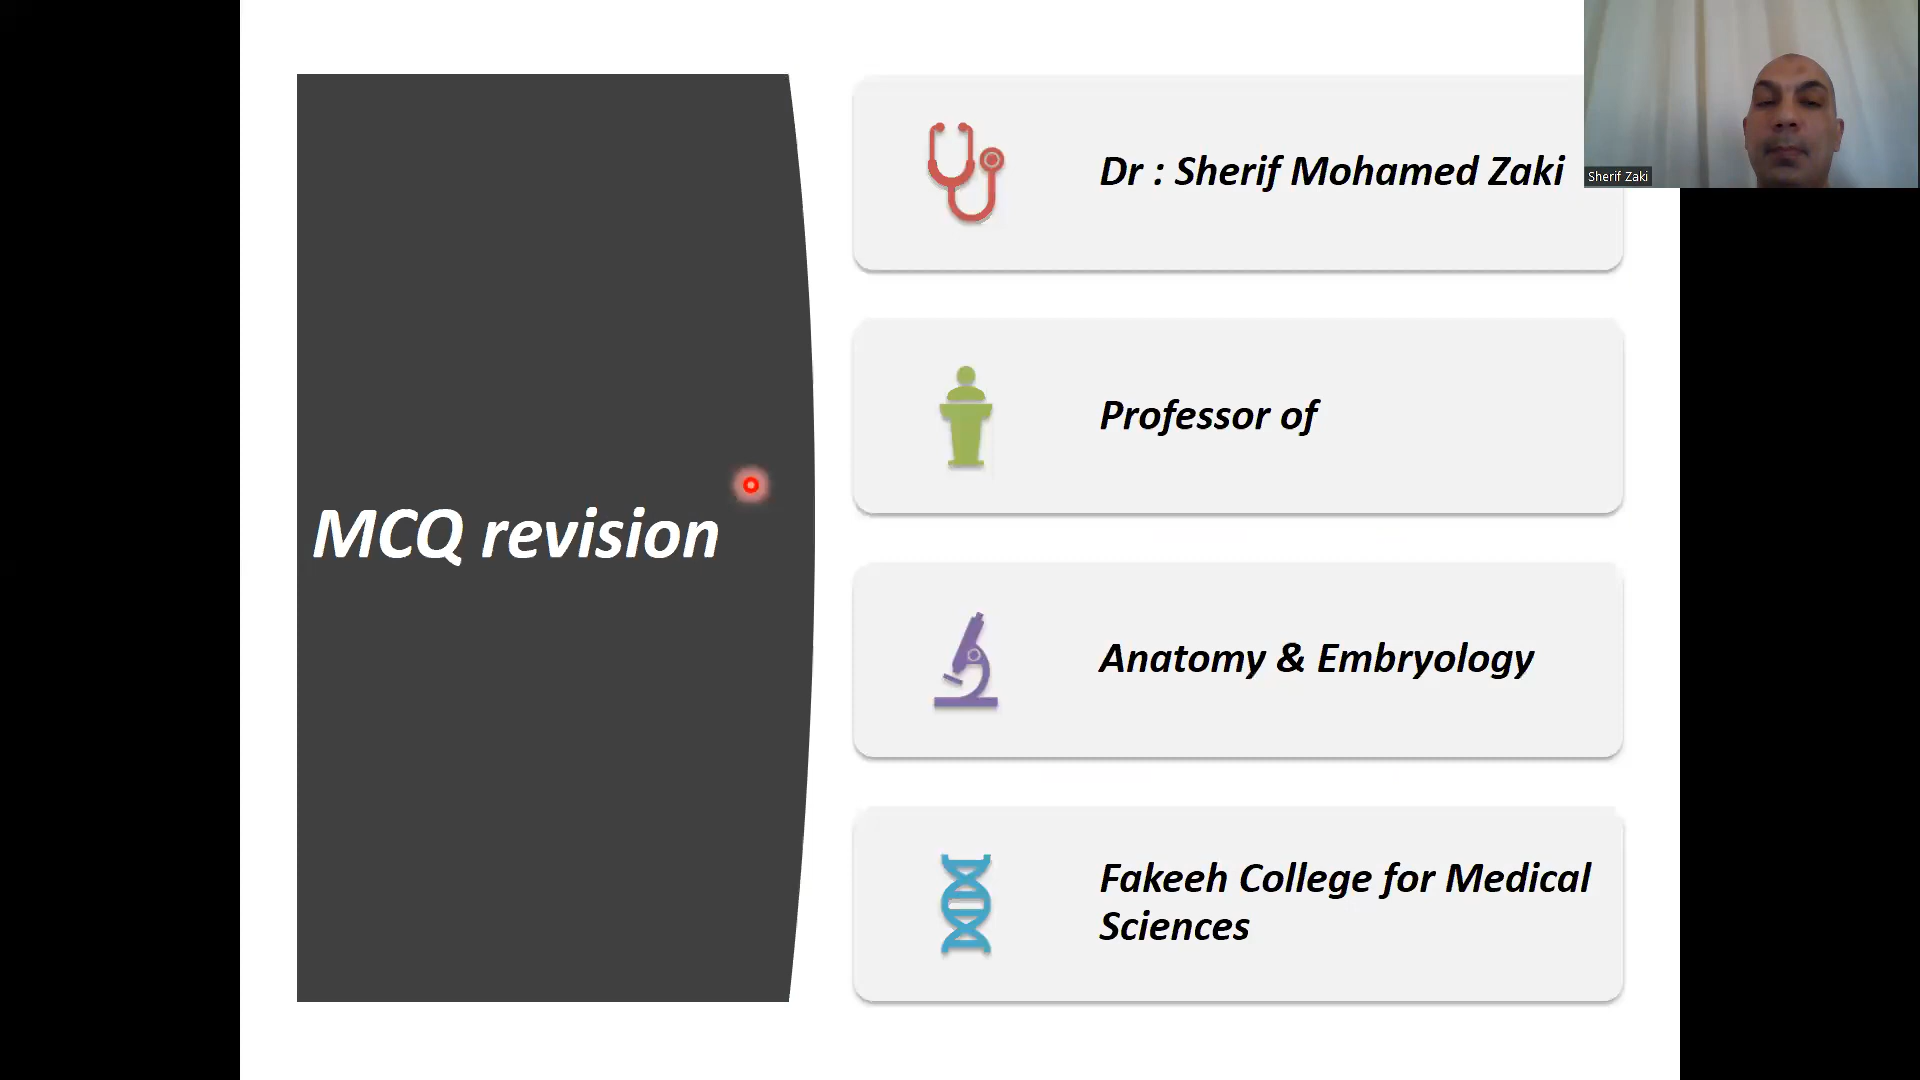 MCQ revision
Dr : Sherif Mohamed Zaki
Professor of
Anatomy & Embryology
Fakeeh College for Medical
Sciences
Sherif Zaki